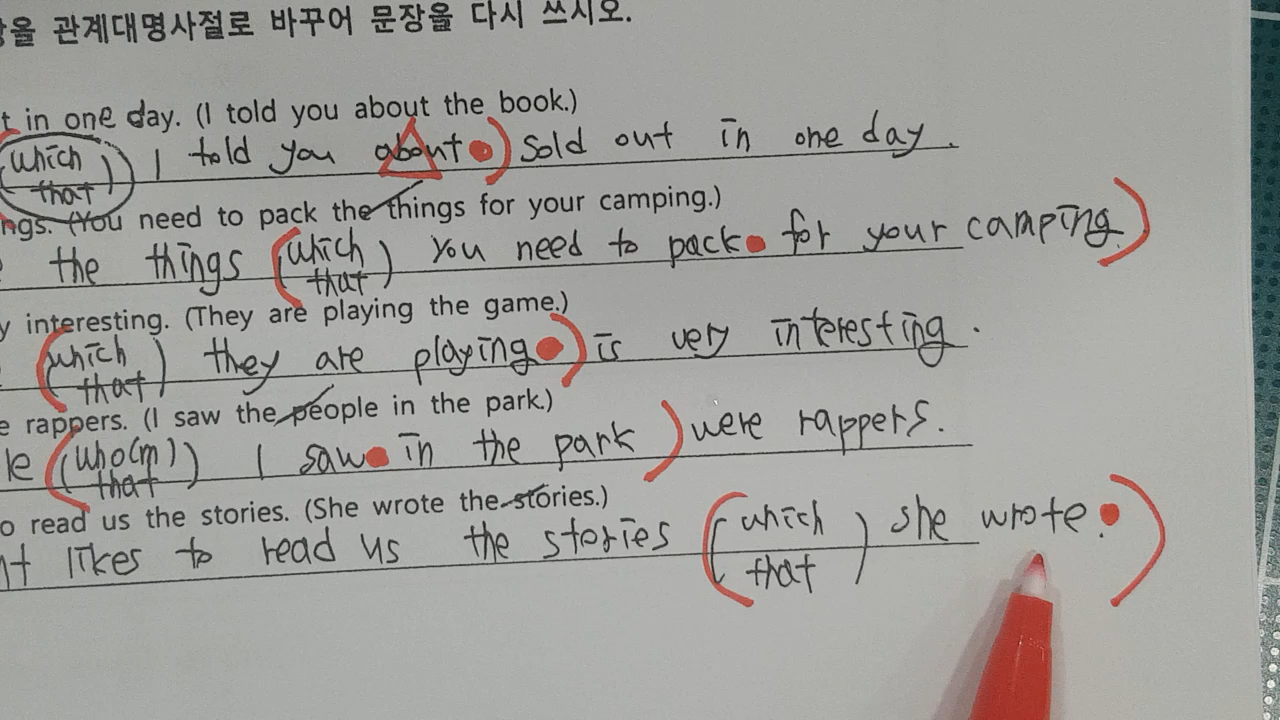 을 관계대명사절로 바꾸어 문장을 다시 쓰시오.
t in one day. (I told you about the book.)
(which that) I told you about ) sold out in one day.
ngs. (You need to pack the things for your camping.)
the things (which that) you need to pack for your camping.)
y interesting. (They are playing the game.)
(which that) they are playing ) is very interesting.
e rappers. (I saw the people in the park.)
le (who(m) that) I saw in the park ) were rappers.
o read us the stories. (She wrote the stories.)
nt likes to read us the stories (which that) she wrote. )